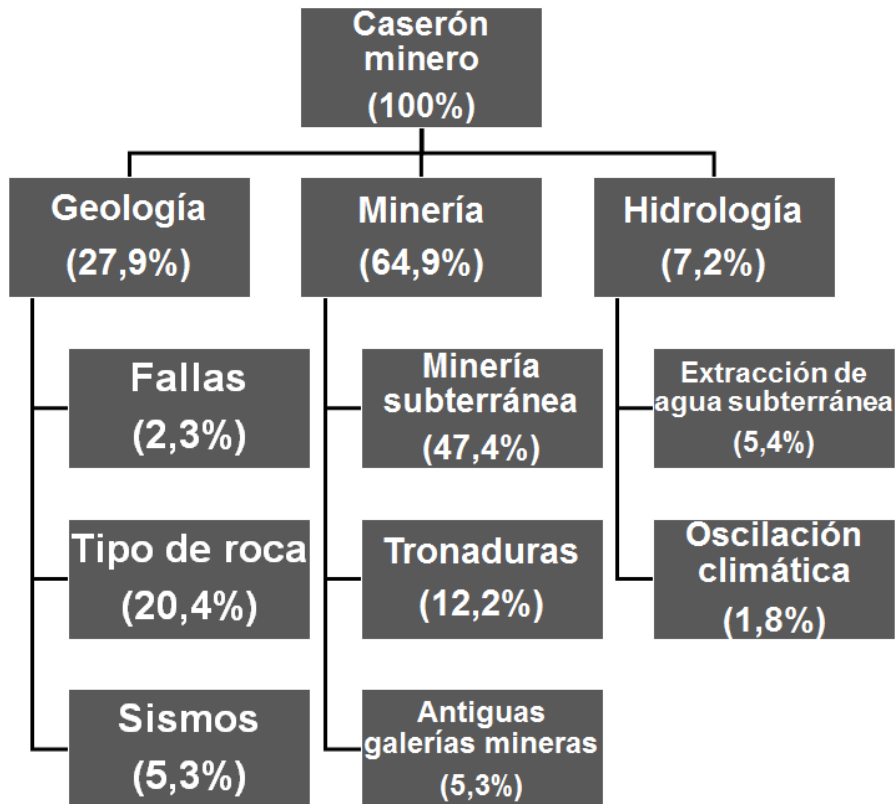 Caserón
minero
(100%)
Geología
(27,9%)
Minería
(64,9%)
Hidrología
(7,2%)
Fallas
(2,3%)
Tipo de roca
(20,4%)
Sismos
(5,3%)
Minería
subterránea
(47,4%)
Tronaduras
(12,2%)
Antiguas
galerías mineras
(5,3%)
Extracción de
agua subterránea
(5,4%)
Oscilación
climática
(1,8%)